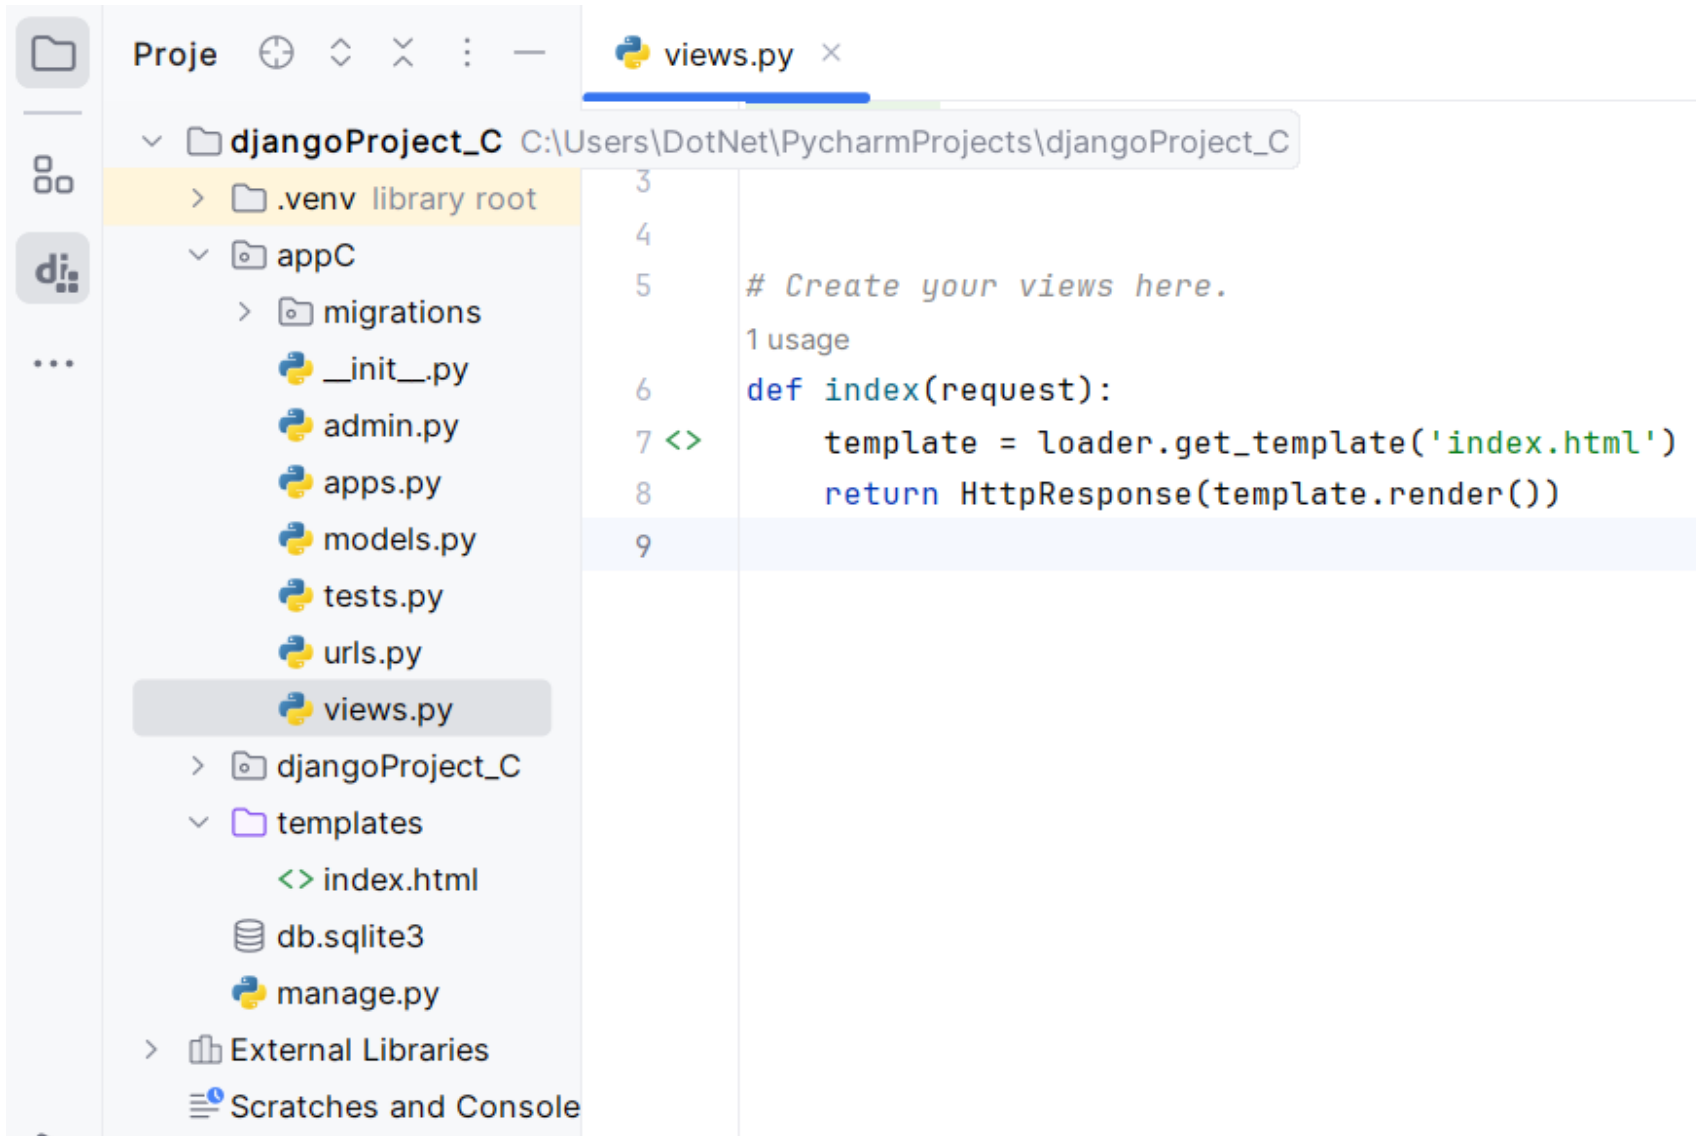 Proje
views.py
djangoProject_C C:\Users\DotNet\PycharmProjects\djangoProject_C
.venv library root
appC
migrations
__init__.py
admin.py
apps.py
models.py
tests.py
urls.py
views.py
djangoProject_C
templates
<> index.html
db.sqlite3
manage.py
External Libraries
Scratches and Console
3
4
5 # Create your views here.
1 usage
6 def index(request):
7 <> template = loader.get_template('index.html')
8 return HttpResponse(template.render())
9